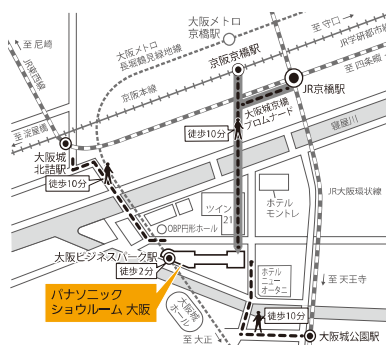 大阪メトロ
京橋駅
至 守口
至 尼崎
大阪メトロ
長堀鶴見緑地線
京阪京橋駅
JR学研都市線
JR東西線
至 四条畷
京阪本線
JR京橋駅
至 淀屋橋
大阪城京橋
プロムナード
徒歩10分
寝屋川
大阪城
北詰駅
徒歩10分
ツイン
21
ホテル
モントレ
JR大阪環状線
OBP円形ホール
大阪ビジネスパーク駅
徒歩2分
ホテル
ニュー
オータニ
至 天王寺
パナソニック
ショウルーム 大阪
大阪城
ホール
徒歩10分
至 大正
大阪城公園駅